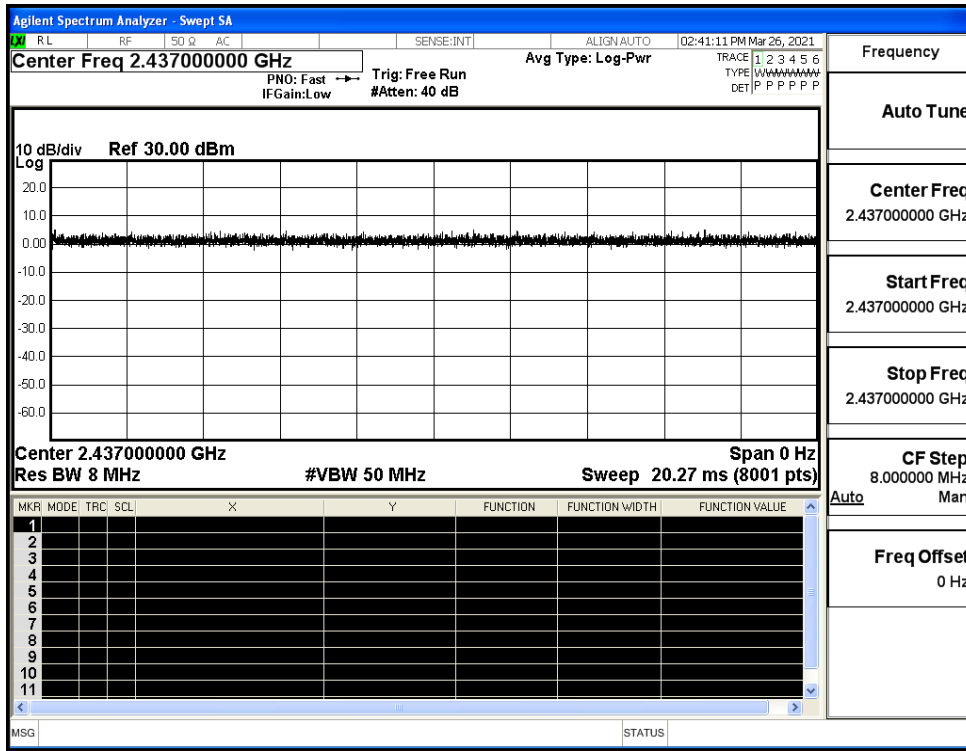 Agilent Spectrum Analyzer - Swept SA
LXI RL RF 50 Ω AC SENSE:INT ALIGN AUTO 02:41:11 PM Mar 26, 2021
Center Freq 2.437000000 GHz
PNO: Fast Trig: Free Run Avg Type: Log-Pwr TRACE 1 2 3 4 5 6
IFGain:Low #Atten: 40 dB TYPE WWWWWW
DET P P P P P P
10 dB/div Ref 30.00 dBm
Log
20.0
10.0
0.00
-10.0
-20.0
-30.0
-40.0
-50.0
-60.0
Center 2.437000000 GHz Span 0 Hz
Res BW 8 MHz #VBW 50 MHz Sweep 20.27 ms (8001 pts)
MKR MODE TRC SCL X Y FUNCTION FUNCTION WIDTH FUNCTION VALUE
1
2
3
4
5
6
7
8
9
10
11
MSG STATUS
Frequency
Auto Tune
Center Freq
2.437000000 GHz
Start Freq
2.437000000 GHz
Stop Freq
2.437000000 GHz
CF Step
8.000000 MHz
Auto Man
Freq Offset
0 Hz